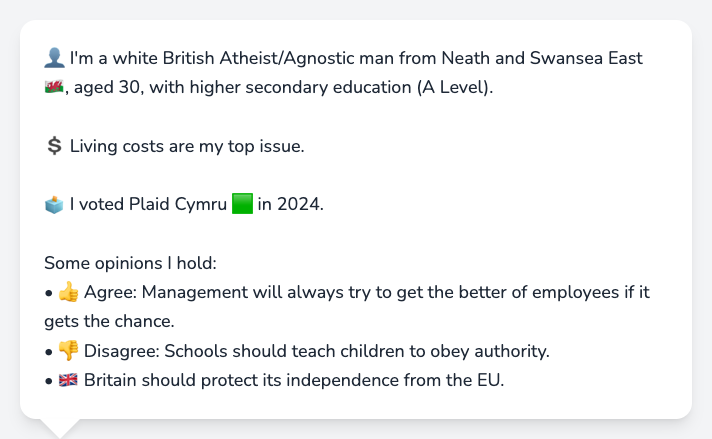 👤 I'm a white British Atheist/Agnostic man from Neath and Swansea East
🏴󠁧󠁢󠁷󠁬󠁳󠁿, aged 30, with higher secondary education (A Level).
💲 Living costs are my top issue.
🗳️ I voted Plaid Cymru 🟩 in 2024.
Some opinions I hold:
• 👍 Agree: Management will always try to get the better of employees if it
gets the chance.
• 👎 Disagree: Schools should teach children to obey authority.
• 🇬🇧 Britain should protect its independence from the EU.